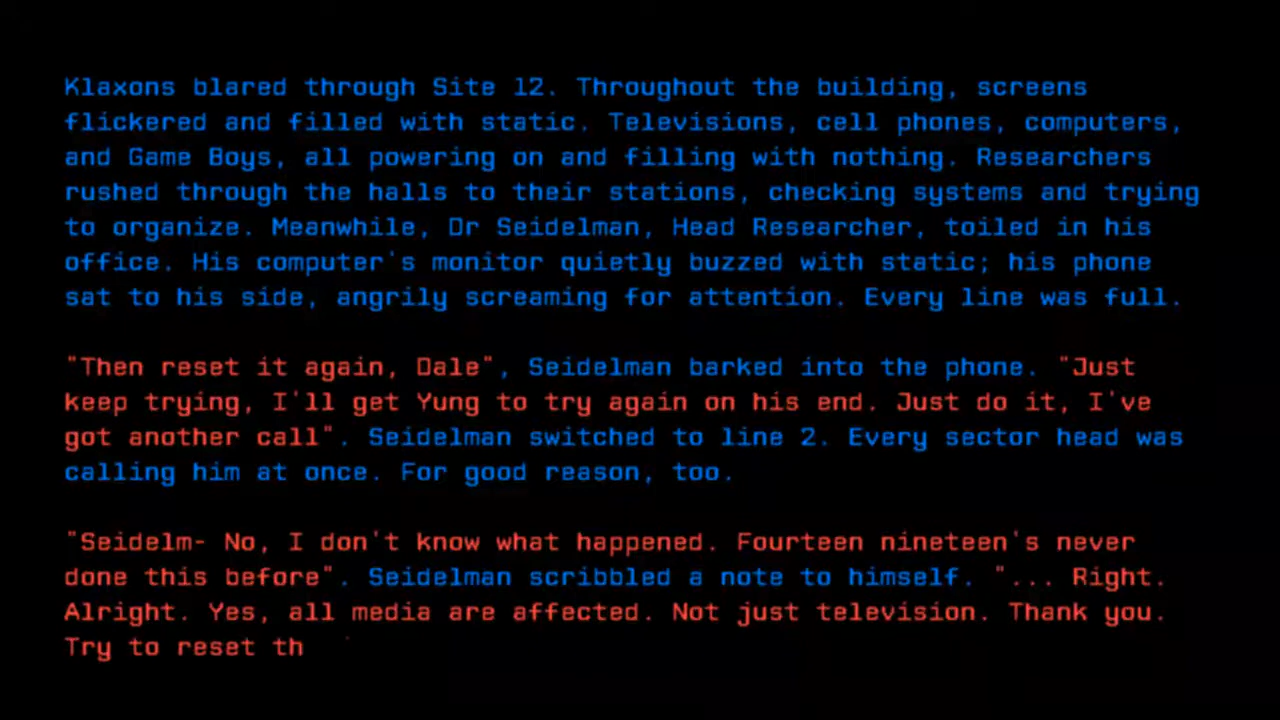 Klaxons blared through Site 12. Throughout the building, screens
flickered and filled with static. Televisions, cell phones, computers,
and Game Boys, all powering on and filling with nothing. Researchers
rushed through the halls to their stations, checking systems and trying
to organize. Meanwhile, Dr Seidelman, Head Researcher, toiled in his
office. His computer's monitor quietly buzzed with static; his phone
sat to his side, angrily screaming for attention. Every line was full.
"Then reset it again, Dale", Seidelman barked into the phone. "Just
keep trying, I'll get Yung to try again on his end. Just do it, I've
got another call". Seidelman switched to line 2. Every sector head was
calling him at once. For good reason, too.
"Seidelm- No, I don't know what happened. Fourteen nineteen's never
done this before". Seidelman scribbled a note to himself. "... Right.
Alright. Yes, all media are affected. Not just television. Thank you.
Try to reset th